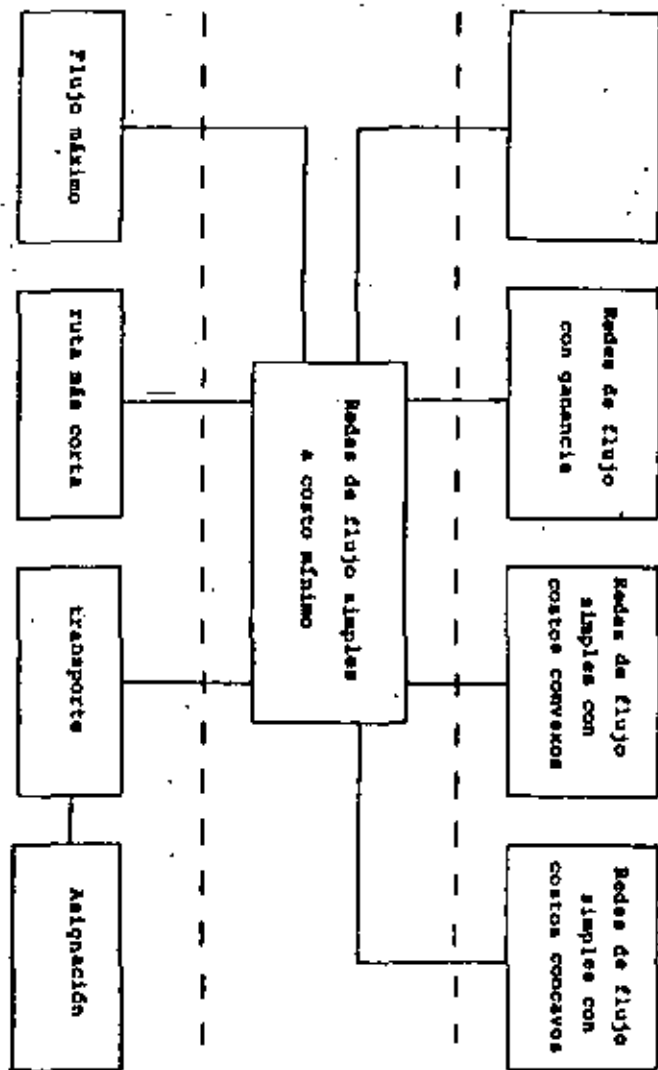 Redes de flujo
con ganancia
Redes de flujo
simples con
costos convexos
Redes de flujo
simples con
costos concavos
Redes de flujo simples
a costo mínimo
Flujo máximo
ruta más corta
transporte
Asignación